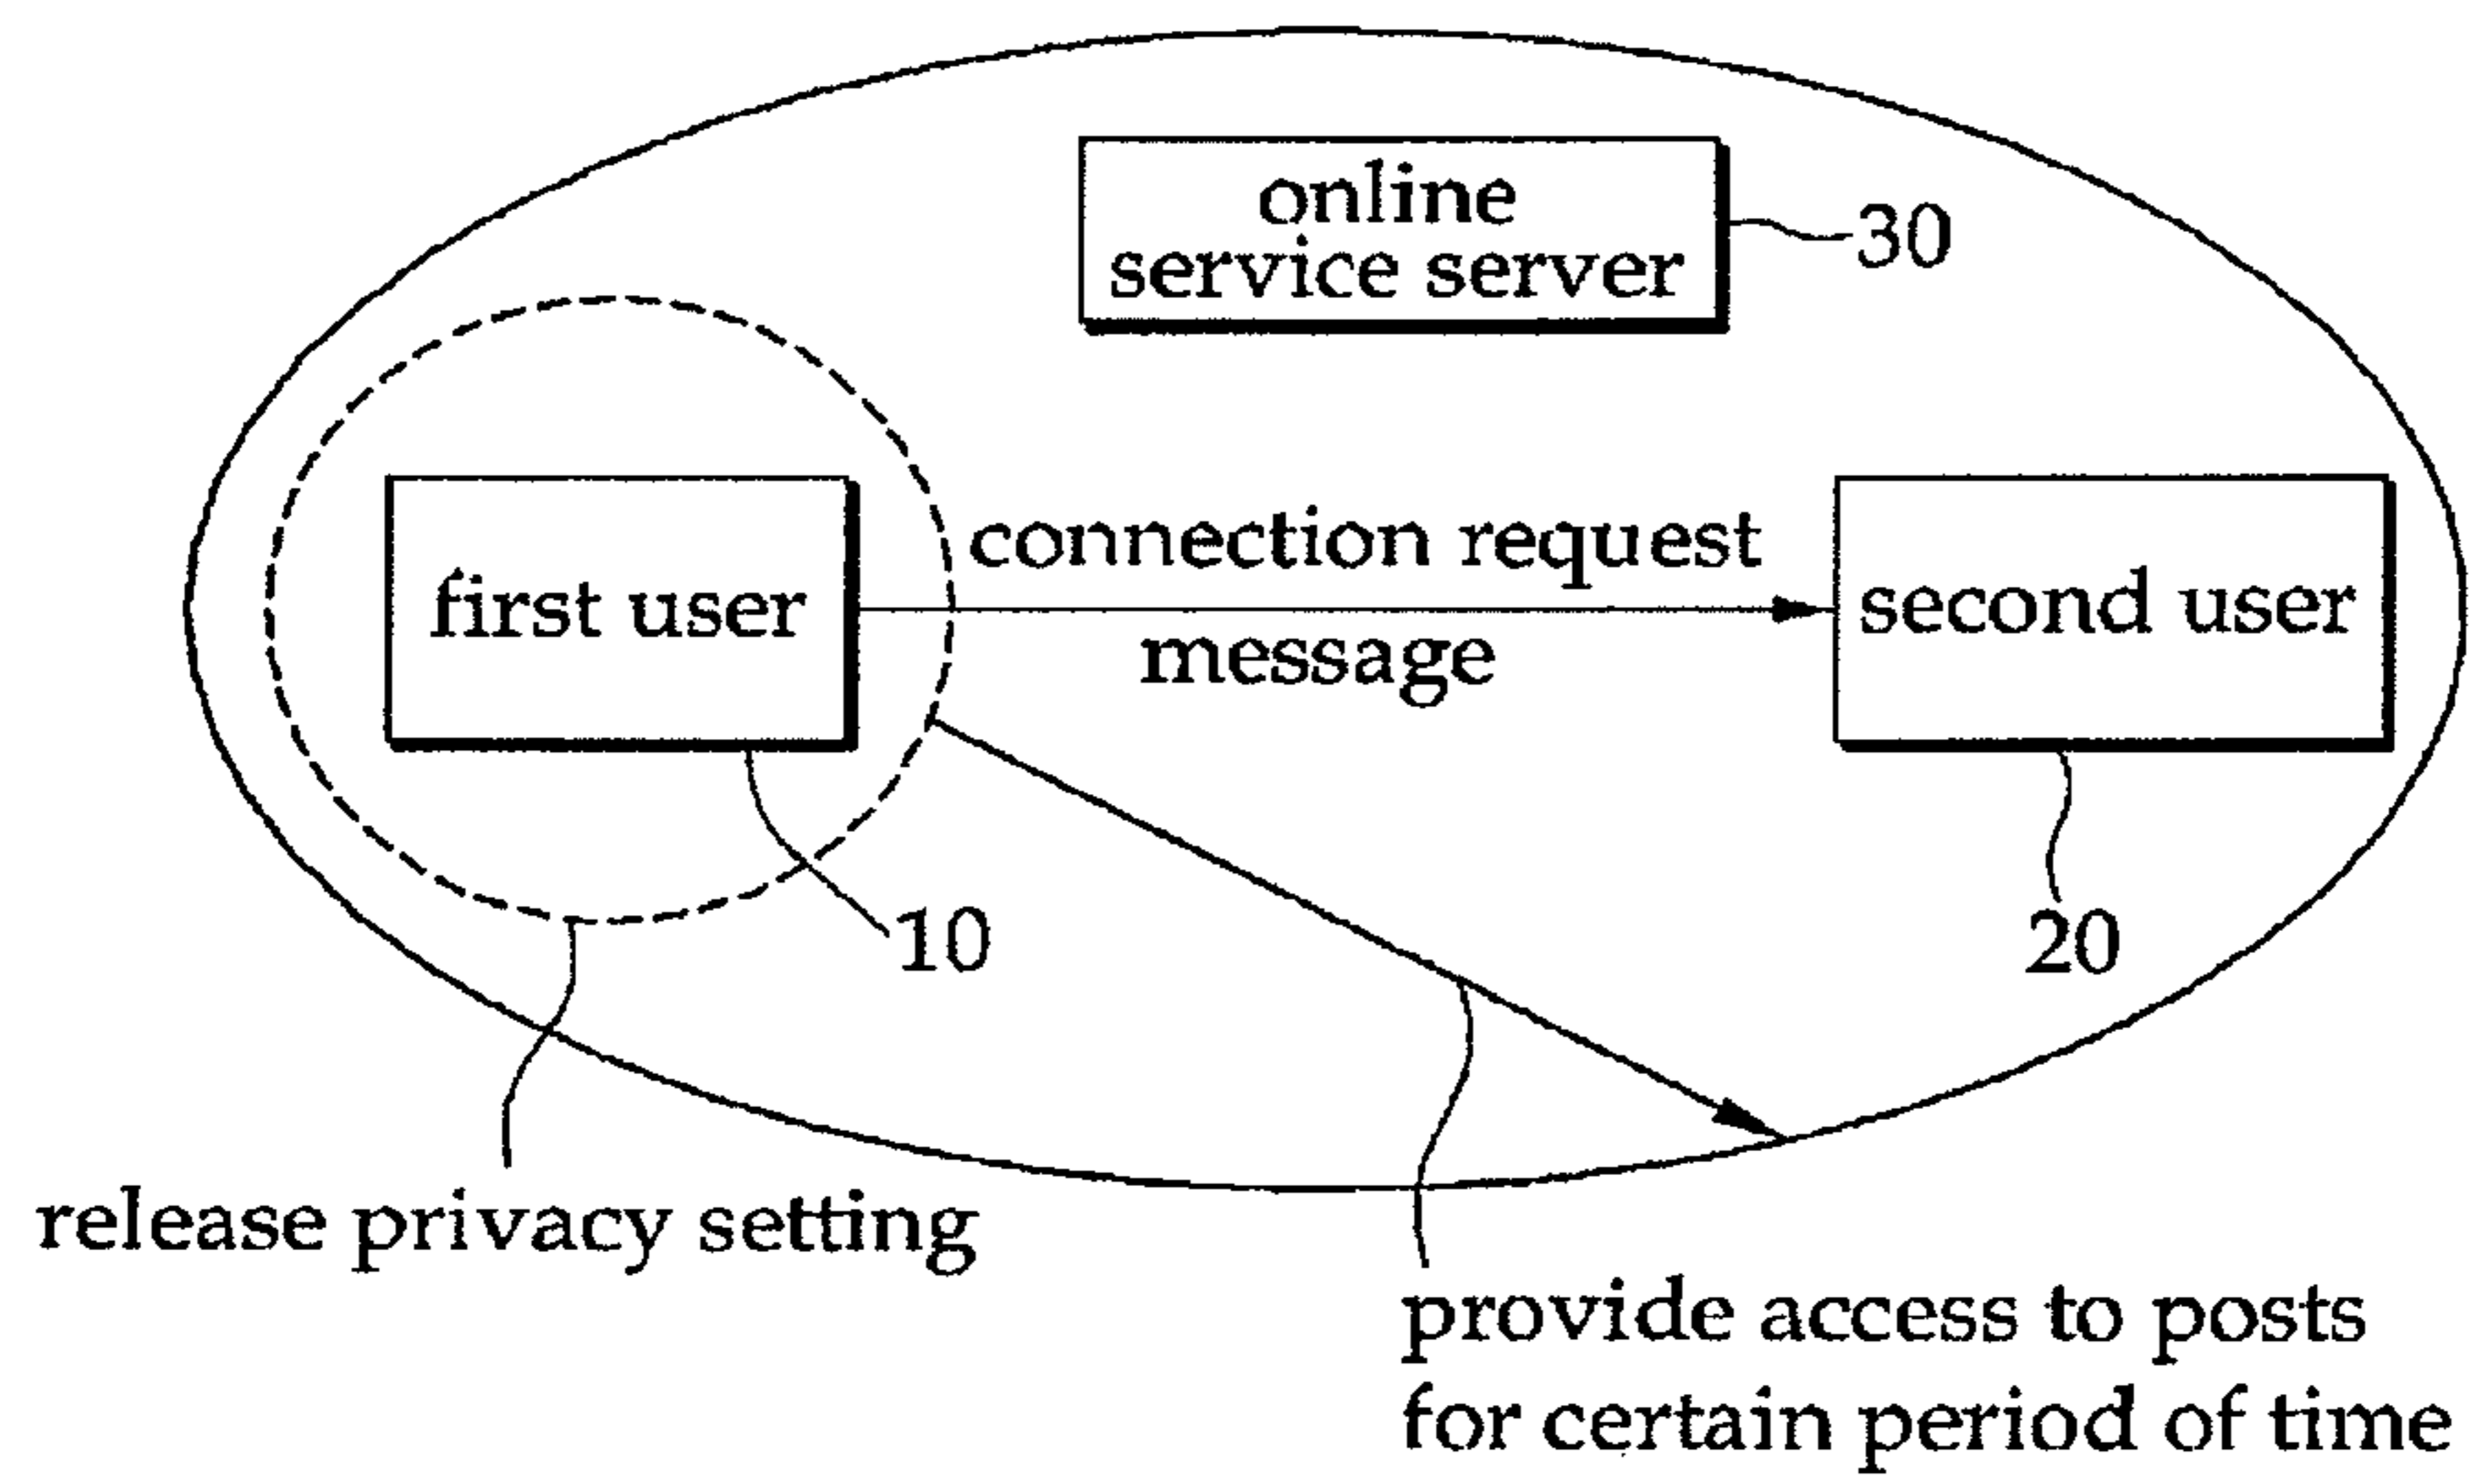 online
service server
30
connection request
first user
second user
message
10
20
release privacy setting
provide access to posts
for certain period of time